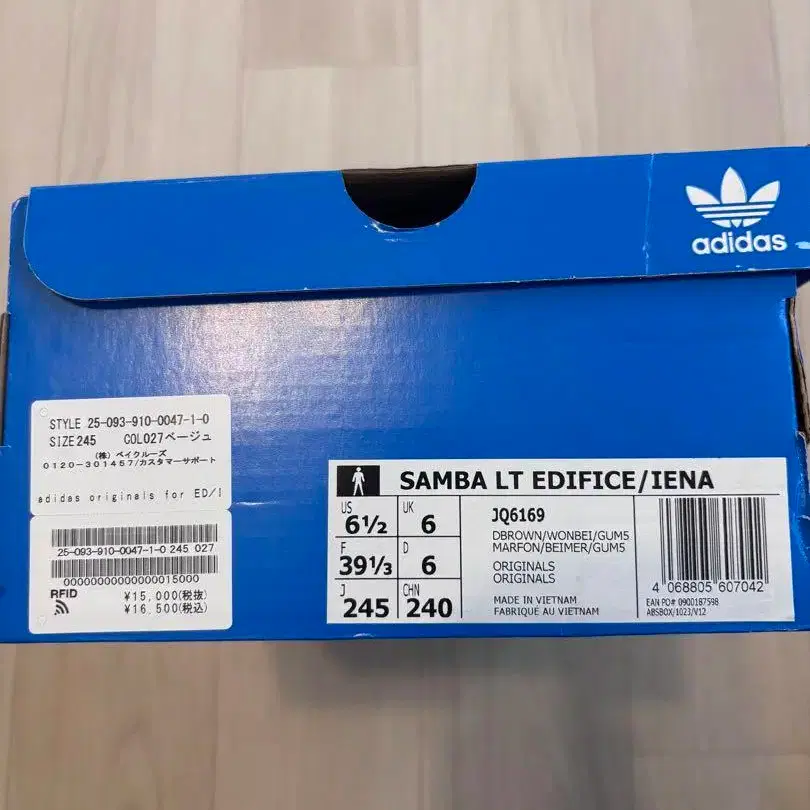 adidas
STYLE 25-093-910-0047-1-0
SIZE 245 COL027ベージュ
(株) ベイクルーズ
0120-301457/カスタマーサポート
adidas originals for ED/I
25-093-910-0047-1-0 245 027
00000000000000015000
RFID
¥15,000(税抜)
¥16,500(税込)
SAMBA LT EDIFICE/IENA
US 6½ UK 6
F 39⅓ D 6
J 245 CHN 240
JQ6169
DBROWN/WONBEI/GUM5
MARFON/BEIMER/GUM5
ORIGINALS
ORIGINALS
MADE IN VIETNAM
FABRIQUÉ AU VIETNAM
4 068805 607042
EAN PO# 0900187598
ABSBOX/1023/V12